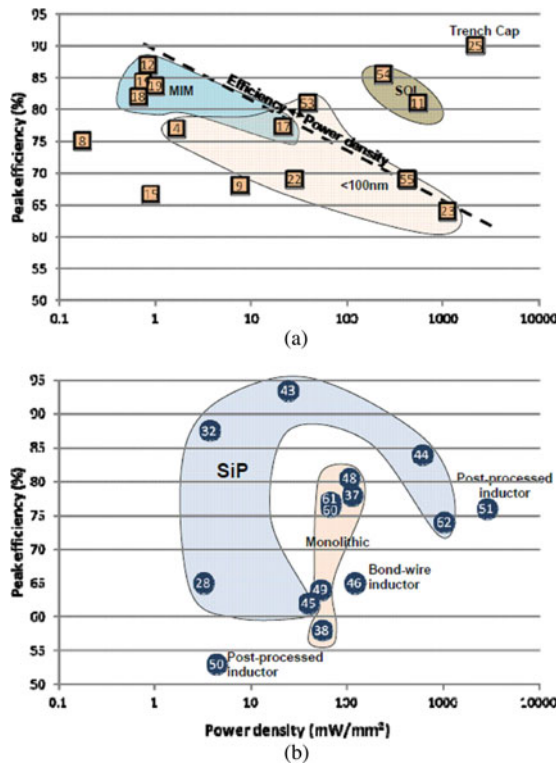 95
90
85
80
75
70
65
60
55
50
Peak efficiency (%)
0.1 1 10 100 1000 10000
Trench Cap
25
12
19
18
MIM
Efficiency
Power density
54
SOI
11
53
17
4
8
15
9
22
<100nm
55
23
(a)
95
90
85
80
75
70
65
60
55
50
Peak efficiency (%)
0.1 1 10 100 1000 10000
43
32
SiP
44
Post-processed
inductor
51
62
48
37
61
60
Monolithic
28
49
45
38
46
Bond-wire
inductor
50
Post-processed
inductor
Power density (mW/mm²)
(b)